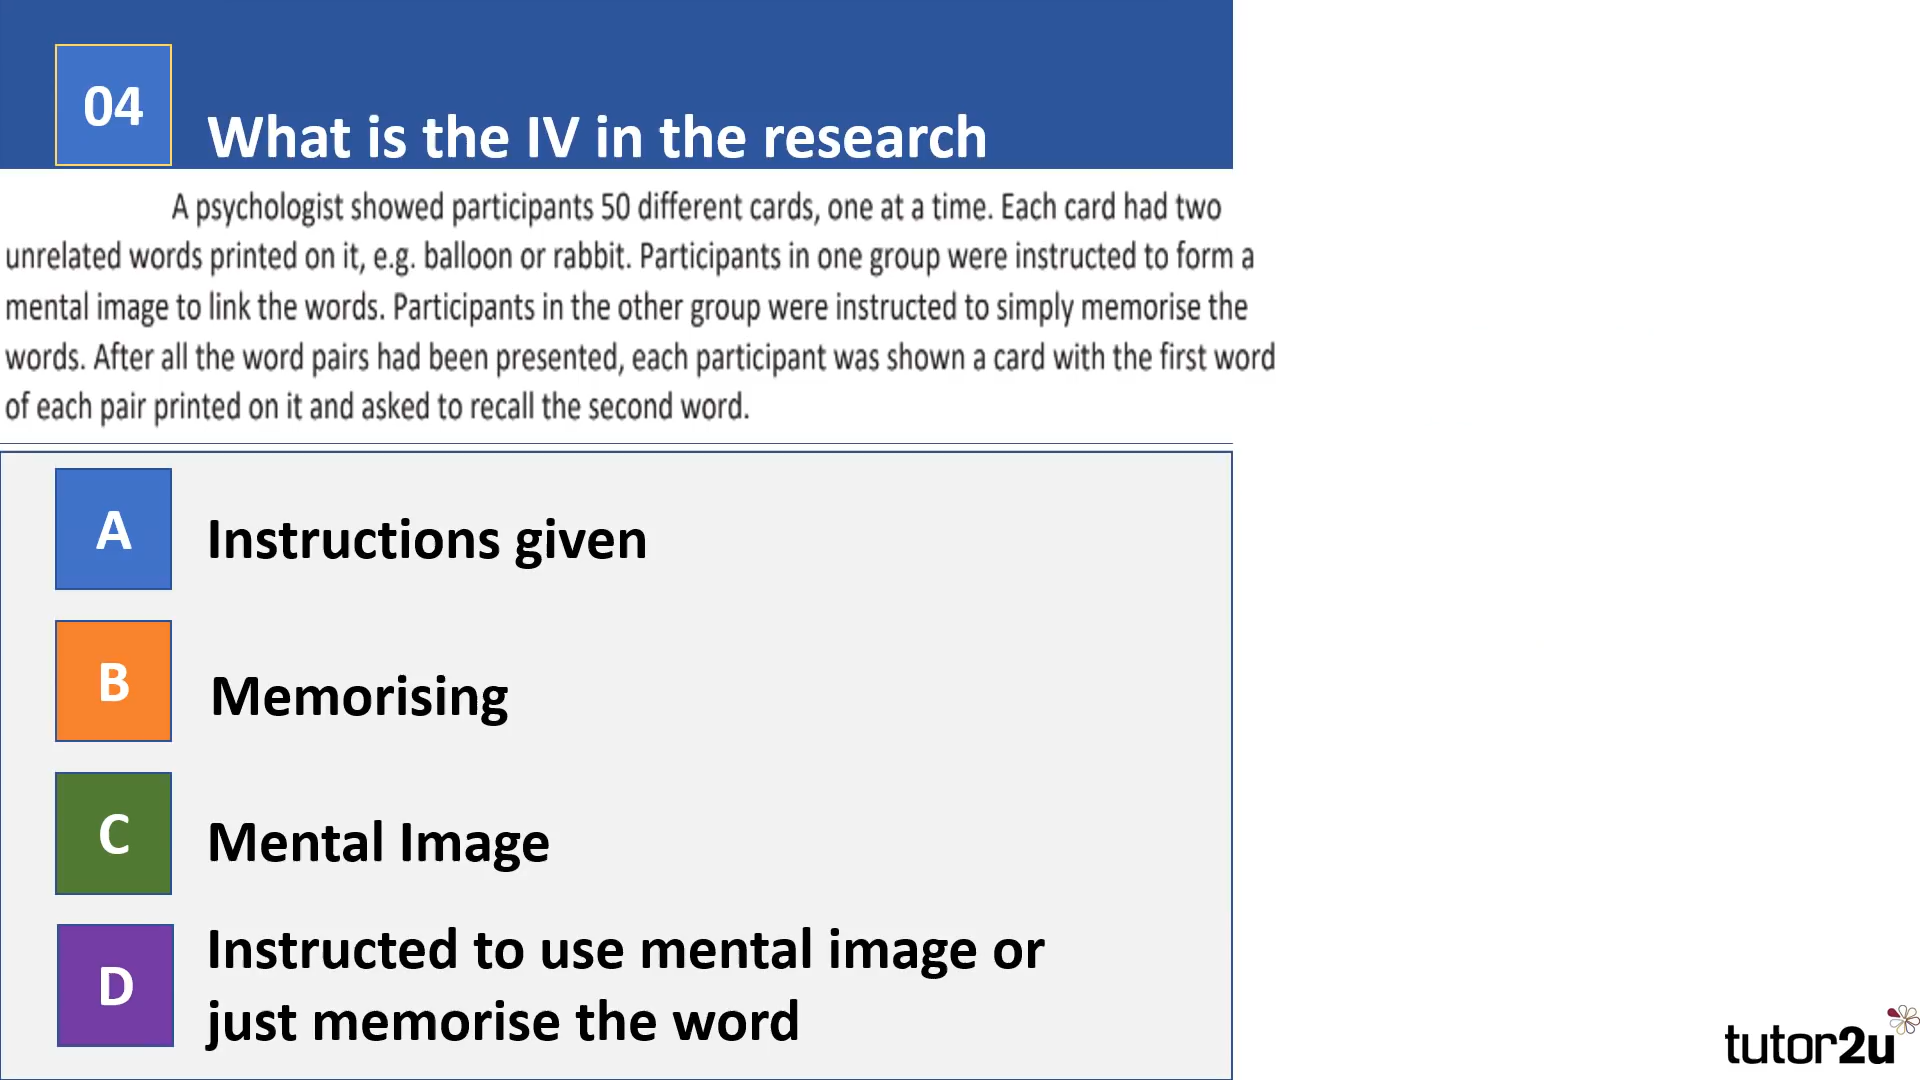 04
What is the IV in the research
A psychologist showed participants 50 different cards, one at a time. Each card had two
unrelated words printed on it, e.g. balloon or rabbit. Participants in one group were instructed to form a
mental image to link the words. Participants in the other group were instructed to simply memorise the
words. After all the word pairs had been presented, each participant was shown a card with the first word
of each pair printed on it and asked to recall the second word.
A
Instructions given
B
Memorising
C
Mental Image
D
Instructed to use mental image or
just memorise the word
tutor2u